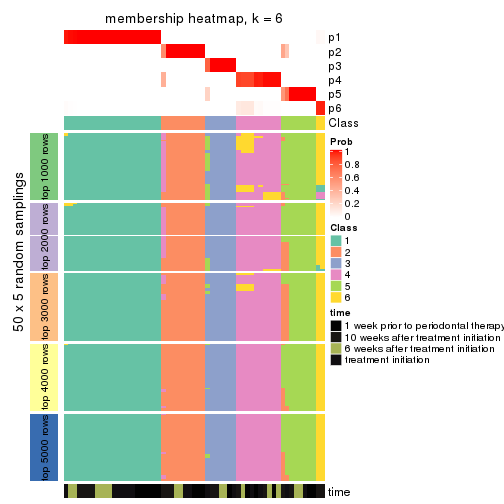 membership heatmap, k = 6
p1
p2
p3
p4
p5
p6
Class
50 x 5 random samplings
top 1000 rows
top 2000 rows
top 3000 rows
top 4000 rows
top 5000 rows
Prob
1
0.8
0.6
0.4
0.2
0
Class
1
2
3
4
5
6
time
1 week prior to periodontal therapy
10 weeks after treatment initiation
6 weeks after treatment initiation
treatment initiation
time